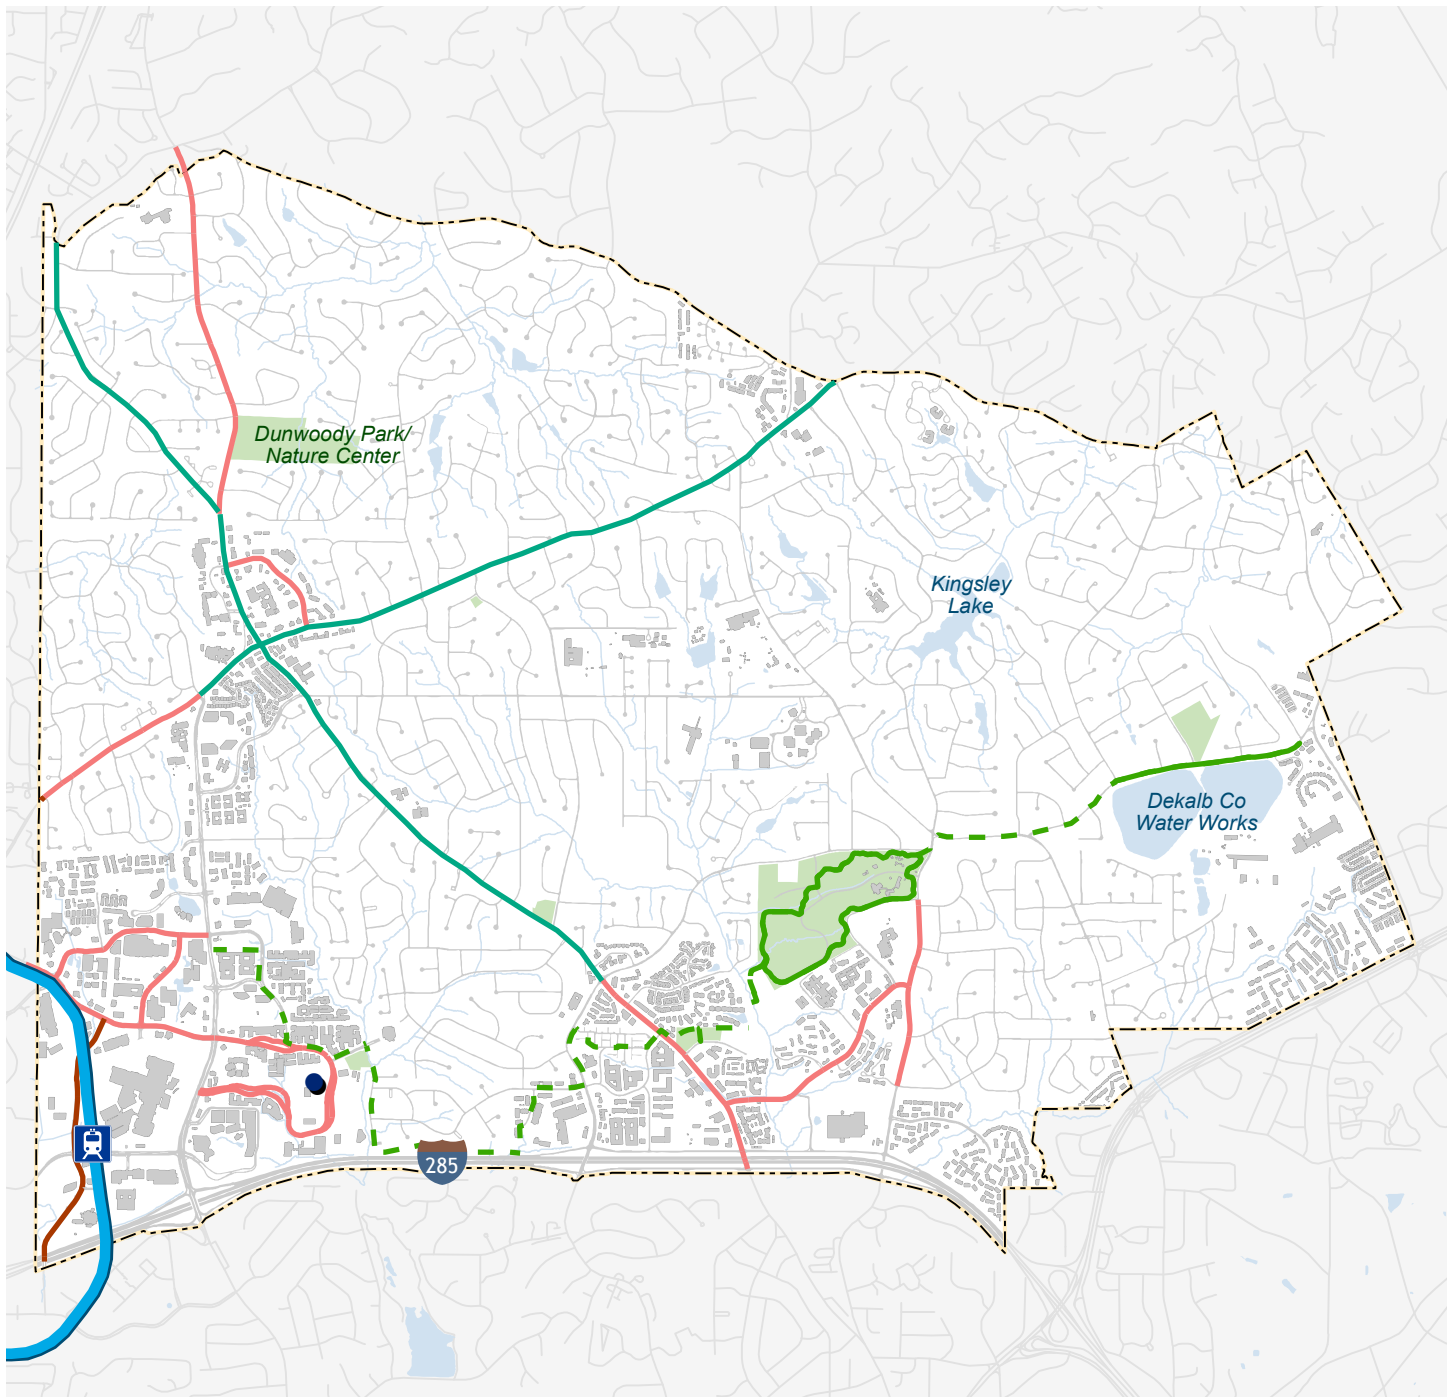 Dunwoody Park/
Nature Center
Kingsley
Lake
Dekalb Co
Water Works
285